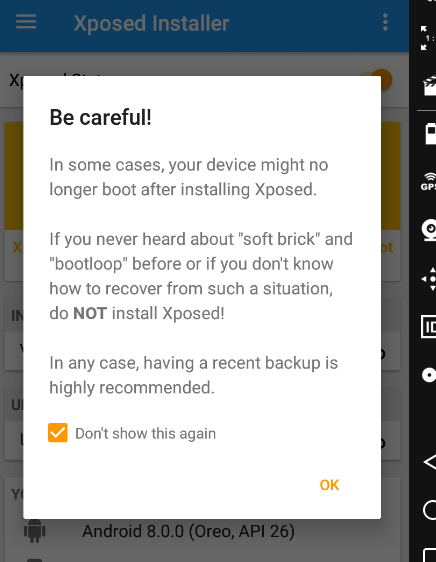 Xposed Installer
Be careful!
In some cases, your device might no
longer boot after installing Xposed.
If you never heard about "soft brick" and
"bootloop" before or if you don't know
how to recover from such a situation,
do NOT install Xposed!
In any case, having a recent backup is
highly recommended.
Don't show this again
OK
Android 8.0.0 (Oreo, API 26)
GPS
ID